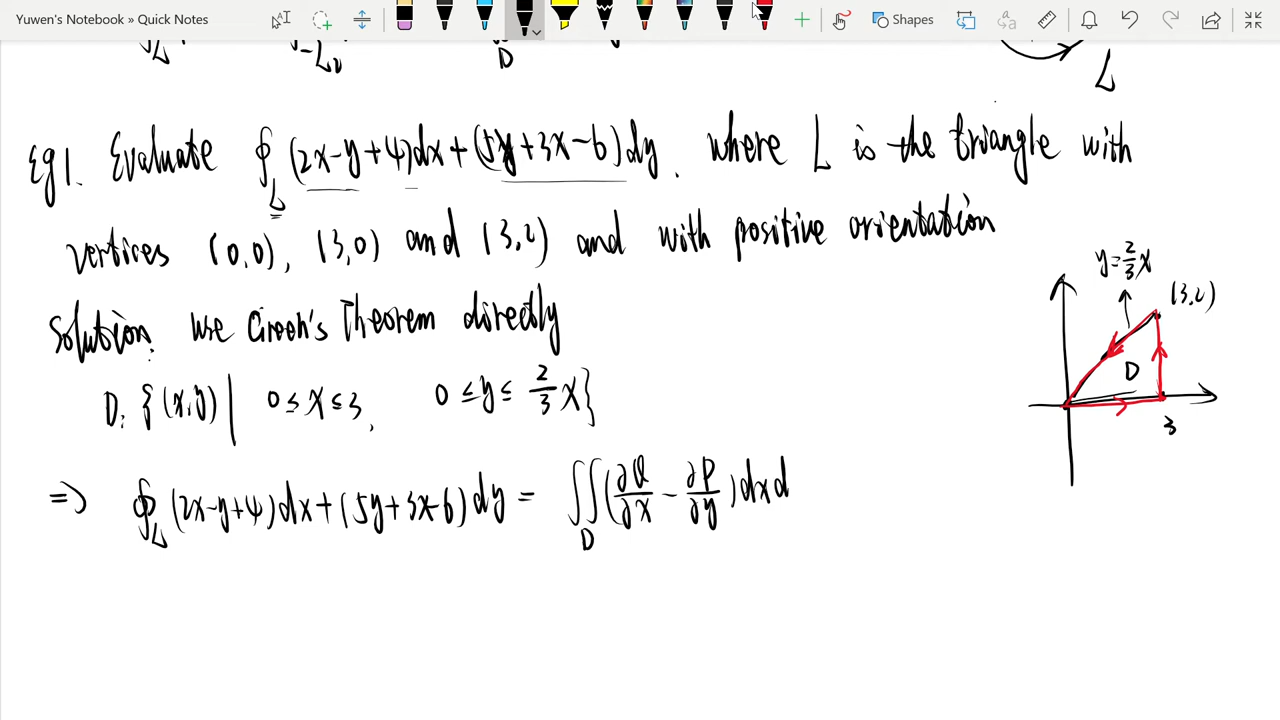 Yuwen's Notebook » Quick Notes
Shapes
L
-L₂
D
L
Eg1. Evaluate ∮_L (2x-y+4)dx+(5y+3x-6)dy. where L is the triangle with
vertices (0,0), (3,0) and (3,2) and with positive orientation
y=2/3 x
(3,2)
Solution: use Green's Theorem directly
D
D: {(x,y) | 0≤x≤3, 0≤y≤ 2/3 x}
3
=> ∮_L (2x-y+4)dx+(5y+3x-6)dy = ∬_D (∂Q/∂x - ∂P/∂y)dxd